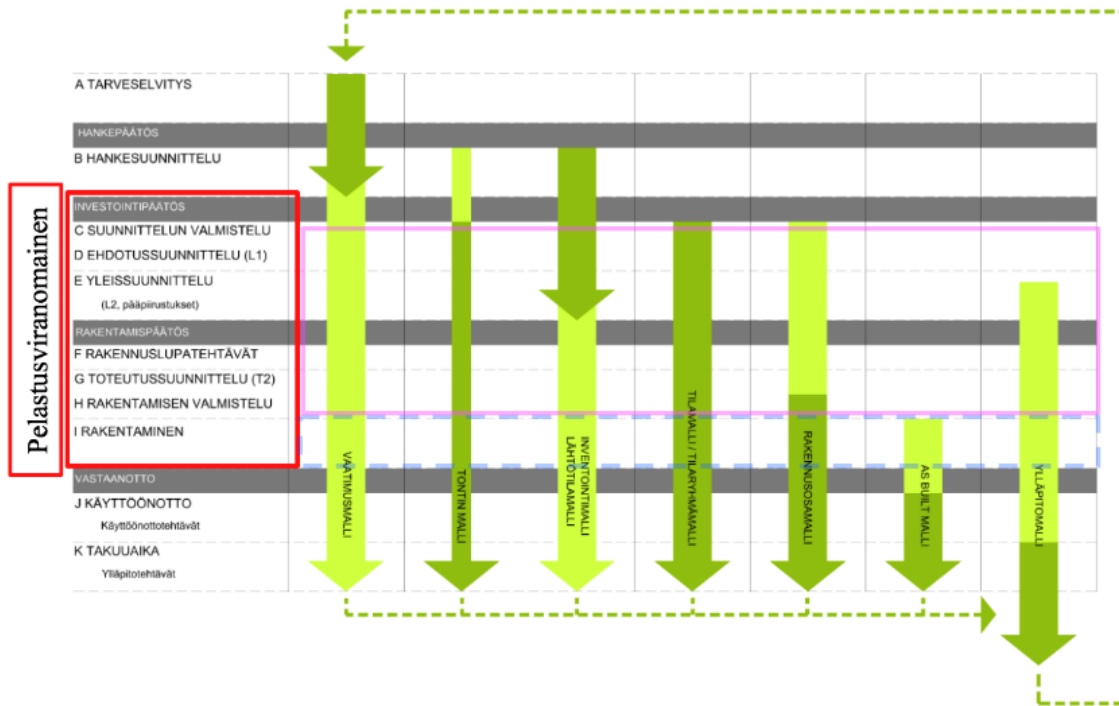 A TARVESELVITYS
HANKEPÄÄTÖS
B HANKESUUNNITTELU
Pelastusviranomainen
INVESTOINTIPÄÄTÖS
C SUUNNITTELUN VALMISTELU
D EHDOTUSSUUNNITTELU (L1)
E YLEISSUUNNITTELU
(L2, pääpiirustukset)
RAKENTAMISPÄÄTÖS
F RAKENNUSLUPATEHTÄVÄT
G TOTEUTUSSUUNNITTELU (T2)
H RAKENTAMISEN VALMISTELU
I RAKENTAMINEN
VASTAANOTTO
J KÄYTTÖÖNOTTO
Käyttöönottotehtävät
K TAKUUAIKA
Ylläpitotehtävät
VAATIMUSMALLI
TONTIN MALLI
INVENTOINTIMALLI
LÄHTÖTILAMALLI
TILAMALLI / TILARYHMÄMALLI
RAKENNUSOSAMALLI
AS BUILT MALLI
YLLÄPITOMALLI